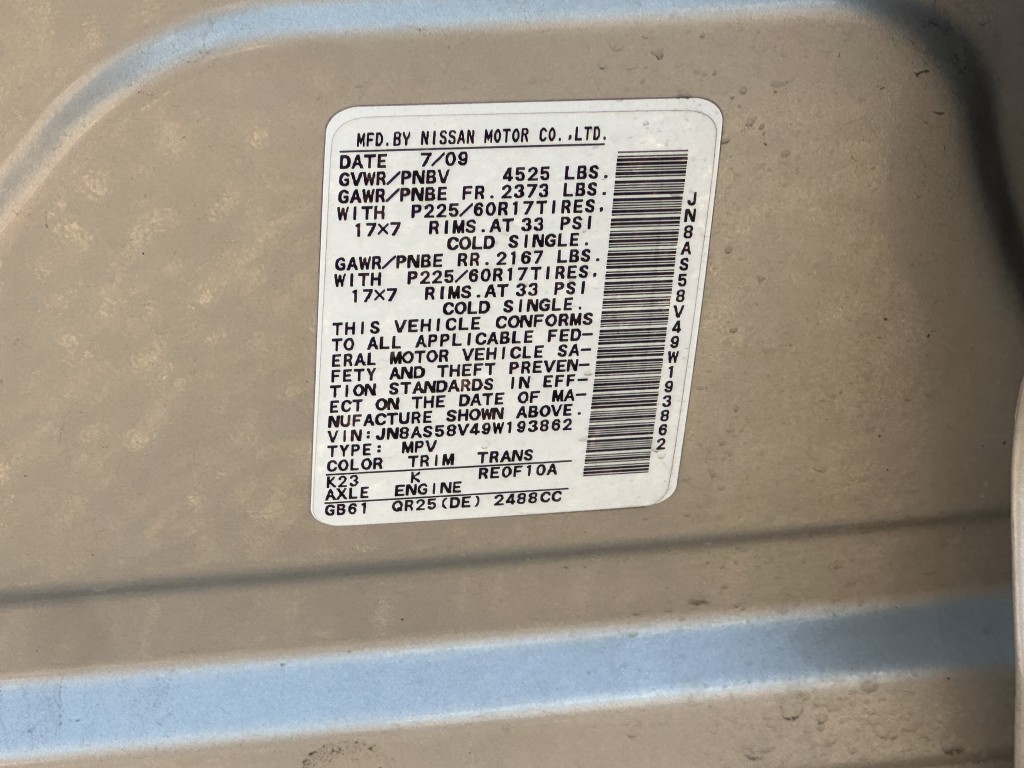 MFD.BY NISSAN MOTOR CO.,LTD.
DATE 7/09
GVWR/PNBV 4525 LBS.
GAWR/PNBE FR.2373 LBS.
WITH P225/60R17TIRES.
17×7 RIMS.AT 33 PSI
COLD SINGLE.
GAWR/PNBE RR.2167 LBS.
WITH P225/60R17TIRES.
17×7 RIMS.AT 33 PSI
COLD SINGLE.
THIS VEHICLE CONFORMS
TO ALL APPLICABLE FED-
ERAL MOTOR VEHICLE SA-
FETY AND THEFT PREVEN-
TION STANDARDS IN EFF-
ECT ON THE DATE OF MA-
NUFACTURE SHOWN ABOVE.
VIN:JN8AS58V49W193862
TYPE: MPV
COLOR TRIM TRANS
K23 K RE0F10A
AXLE ENGINE
GB61 QR25(DE) 2488CC
JN8AS58V49W193862